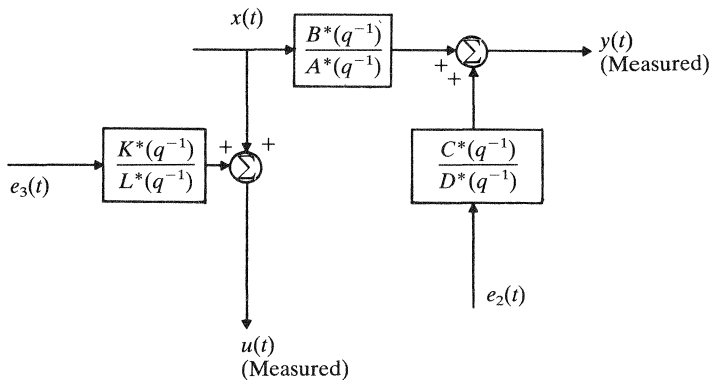 x(t)
B*(q⁻¹)
A*(q⁻¹)
Σ
+
+
y(t)
(Measured)
K*(q⁻¹)
L*(q⁻¹)
+
+
Σ
e₃(t)
C*(q⁻¹)
D*(q⁻¹)
e₂(t)
u(t)
(Measured)